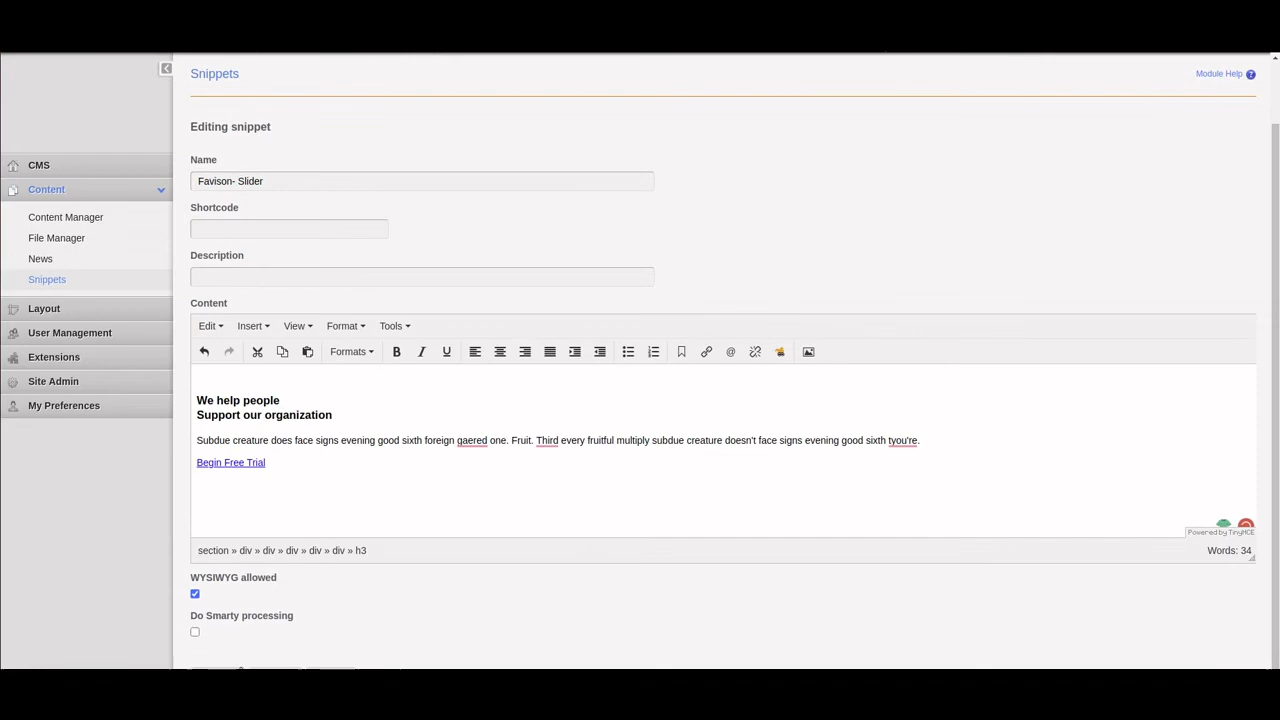 Snippets
Module Help
Editing snippet
Name
Favison- Slider
Shortcode
Description
Content
Edit Insert View Format Tools
Formats B I U @
We help people
Support our organization
Subdue creature does face signs evening good sixth foreign gaered one. Fruit. Third every fruitful multiply subdue creature doesn't face signs evening good sixth tyou're.
Begin Free Trial
Powered by TinyMCE
section » div » div » div » div » div » h3
Words: 34
WYSIWYG allowed
Do Smarty processing
CMS
Content
Content Manager
File Manager
News
Snippets
Layout
User Management
Extensions
Site Admin
My Preferences